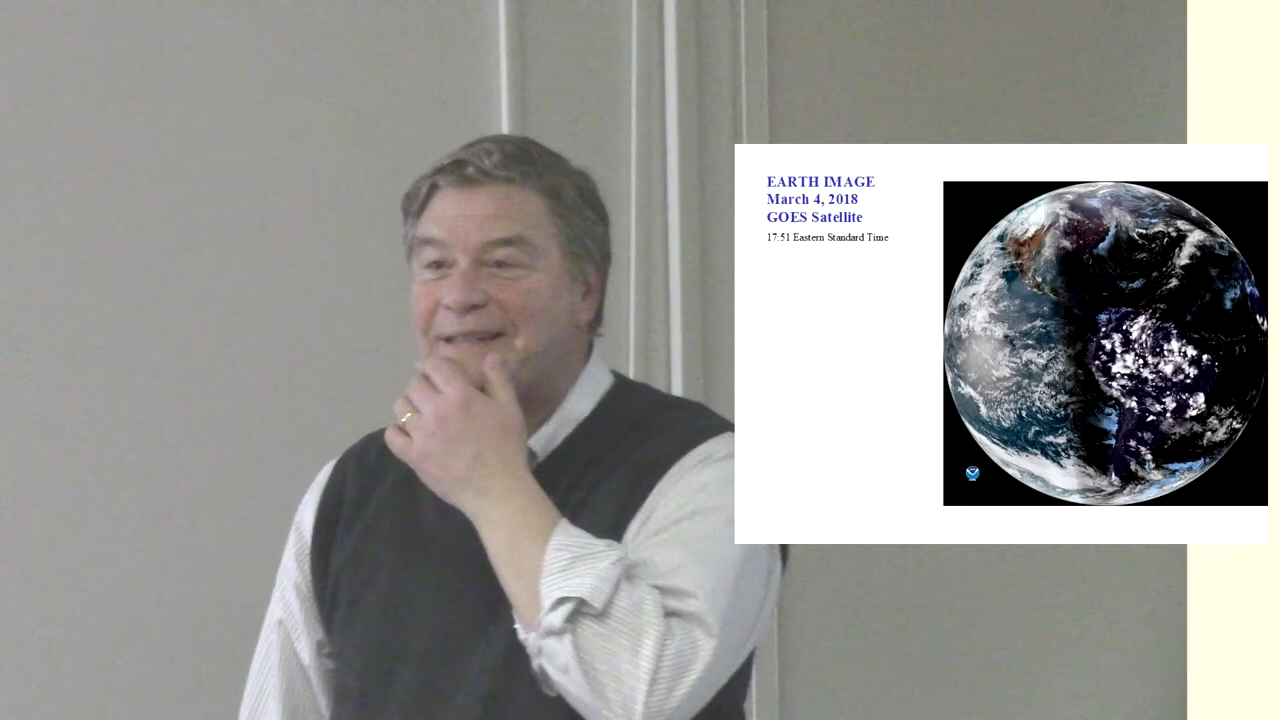 EARTH IMAGE
March 4, 2018
GOES Satellite
17:51 Eastern Standard Time